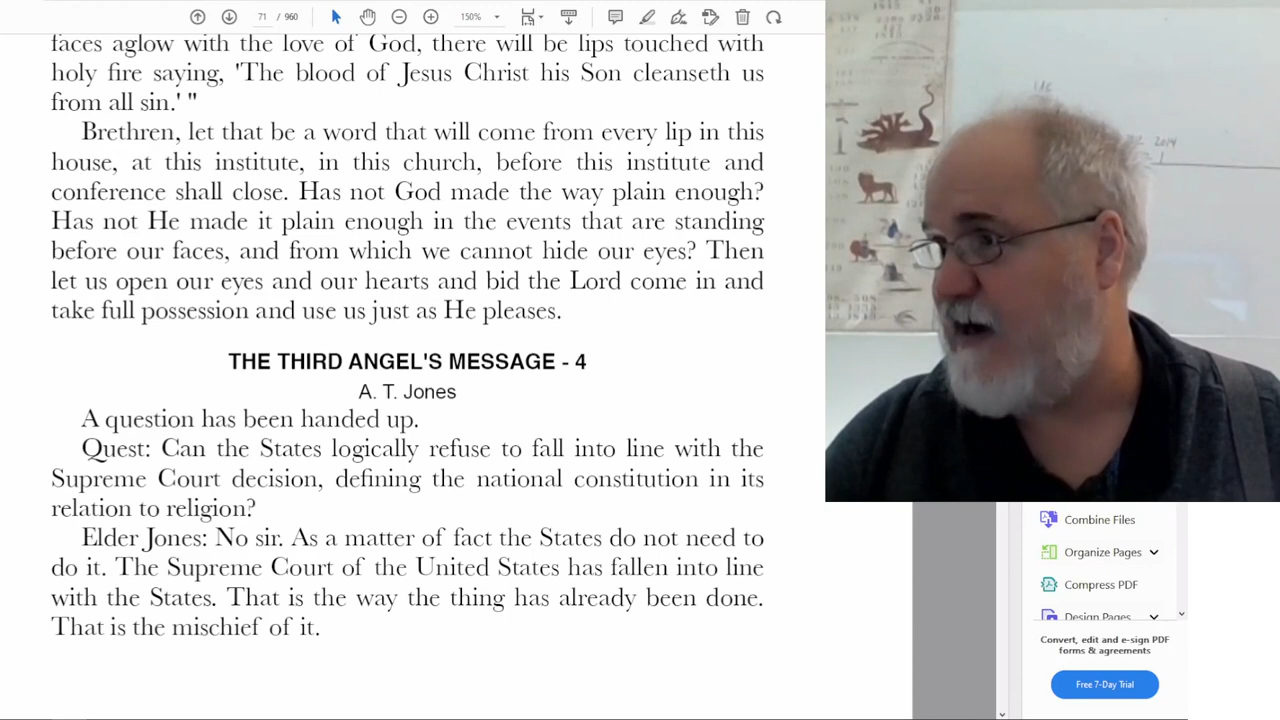 71 / 960
150%
faces aglow with the love of God, there will be lips touched with
holy fire saying, 'The blood of Jesus Christ his Son cleanseth us
from all sin.' "
Brethren, let that be a word that will come from every lip in this
house, at this institute, in this church, before this institute and
conference shall close. Has not God made the way plain enough?
Has not He made it plain enough in the events that are standing
before our faces, and from which we cannot hide our eyes? Then
let us open our eyes and our hearts and bid the Lord come in and
take full possession and use us just as He pleases.
THE THIRD ANGEL'S MESSAGE - 4
A. T. Jones
A question has been handed up.
Quest: Can the States logically refuse to fall into line with the
Supreme Court decision, defining the national constitution in its
relation to religion?
Elder Jones: No sir. As a matter of fact the States do not need to
do it. The Supreme Court of the United States has fallen into line
with the States. That is the way the thing has already been done.
That is the mischief of it.
2014
Combine Files
Organize Pages
Compress PDF
Design Pages
Convert, edit and e-sign PDF
forms & agreements
Free 7-Day Trial